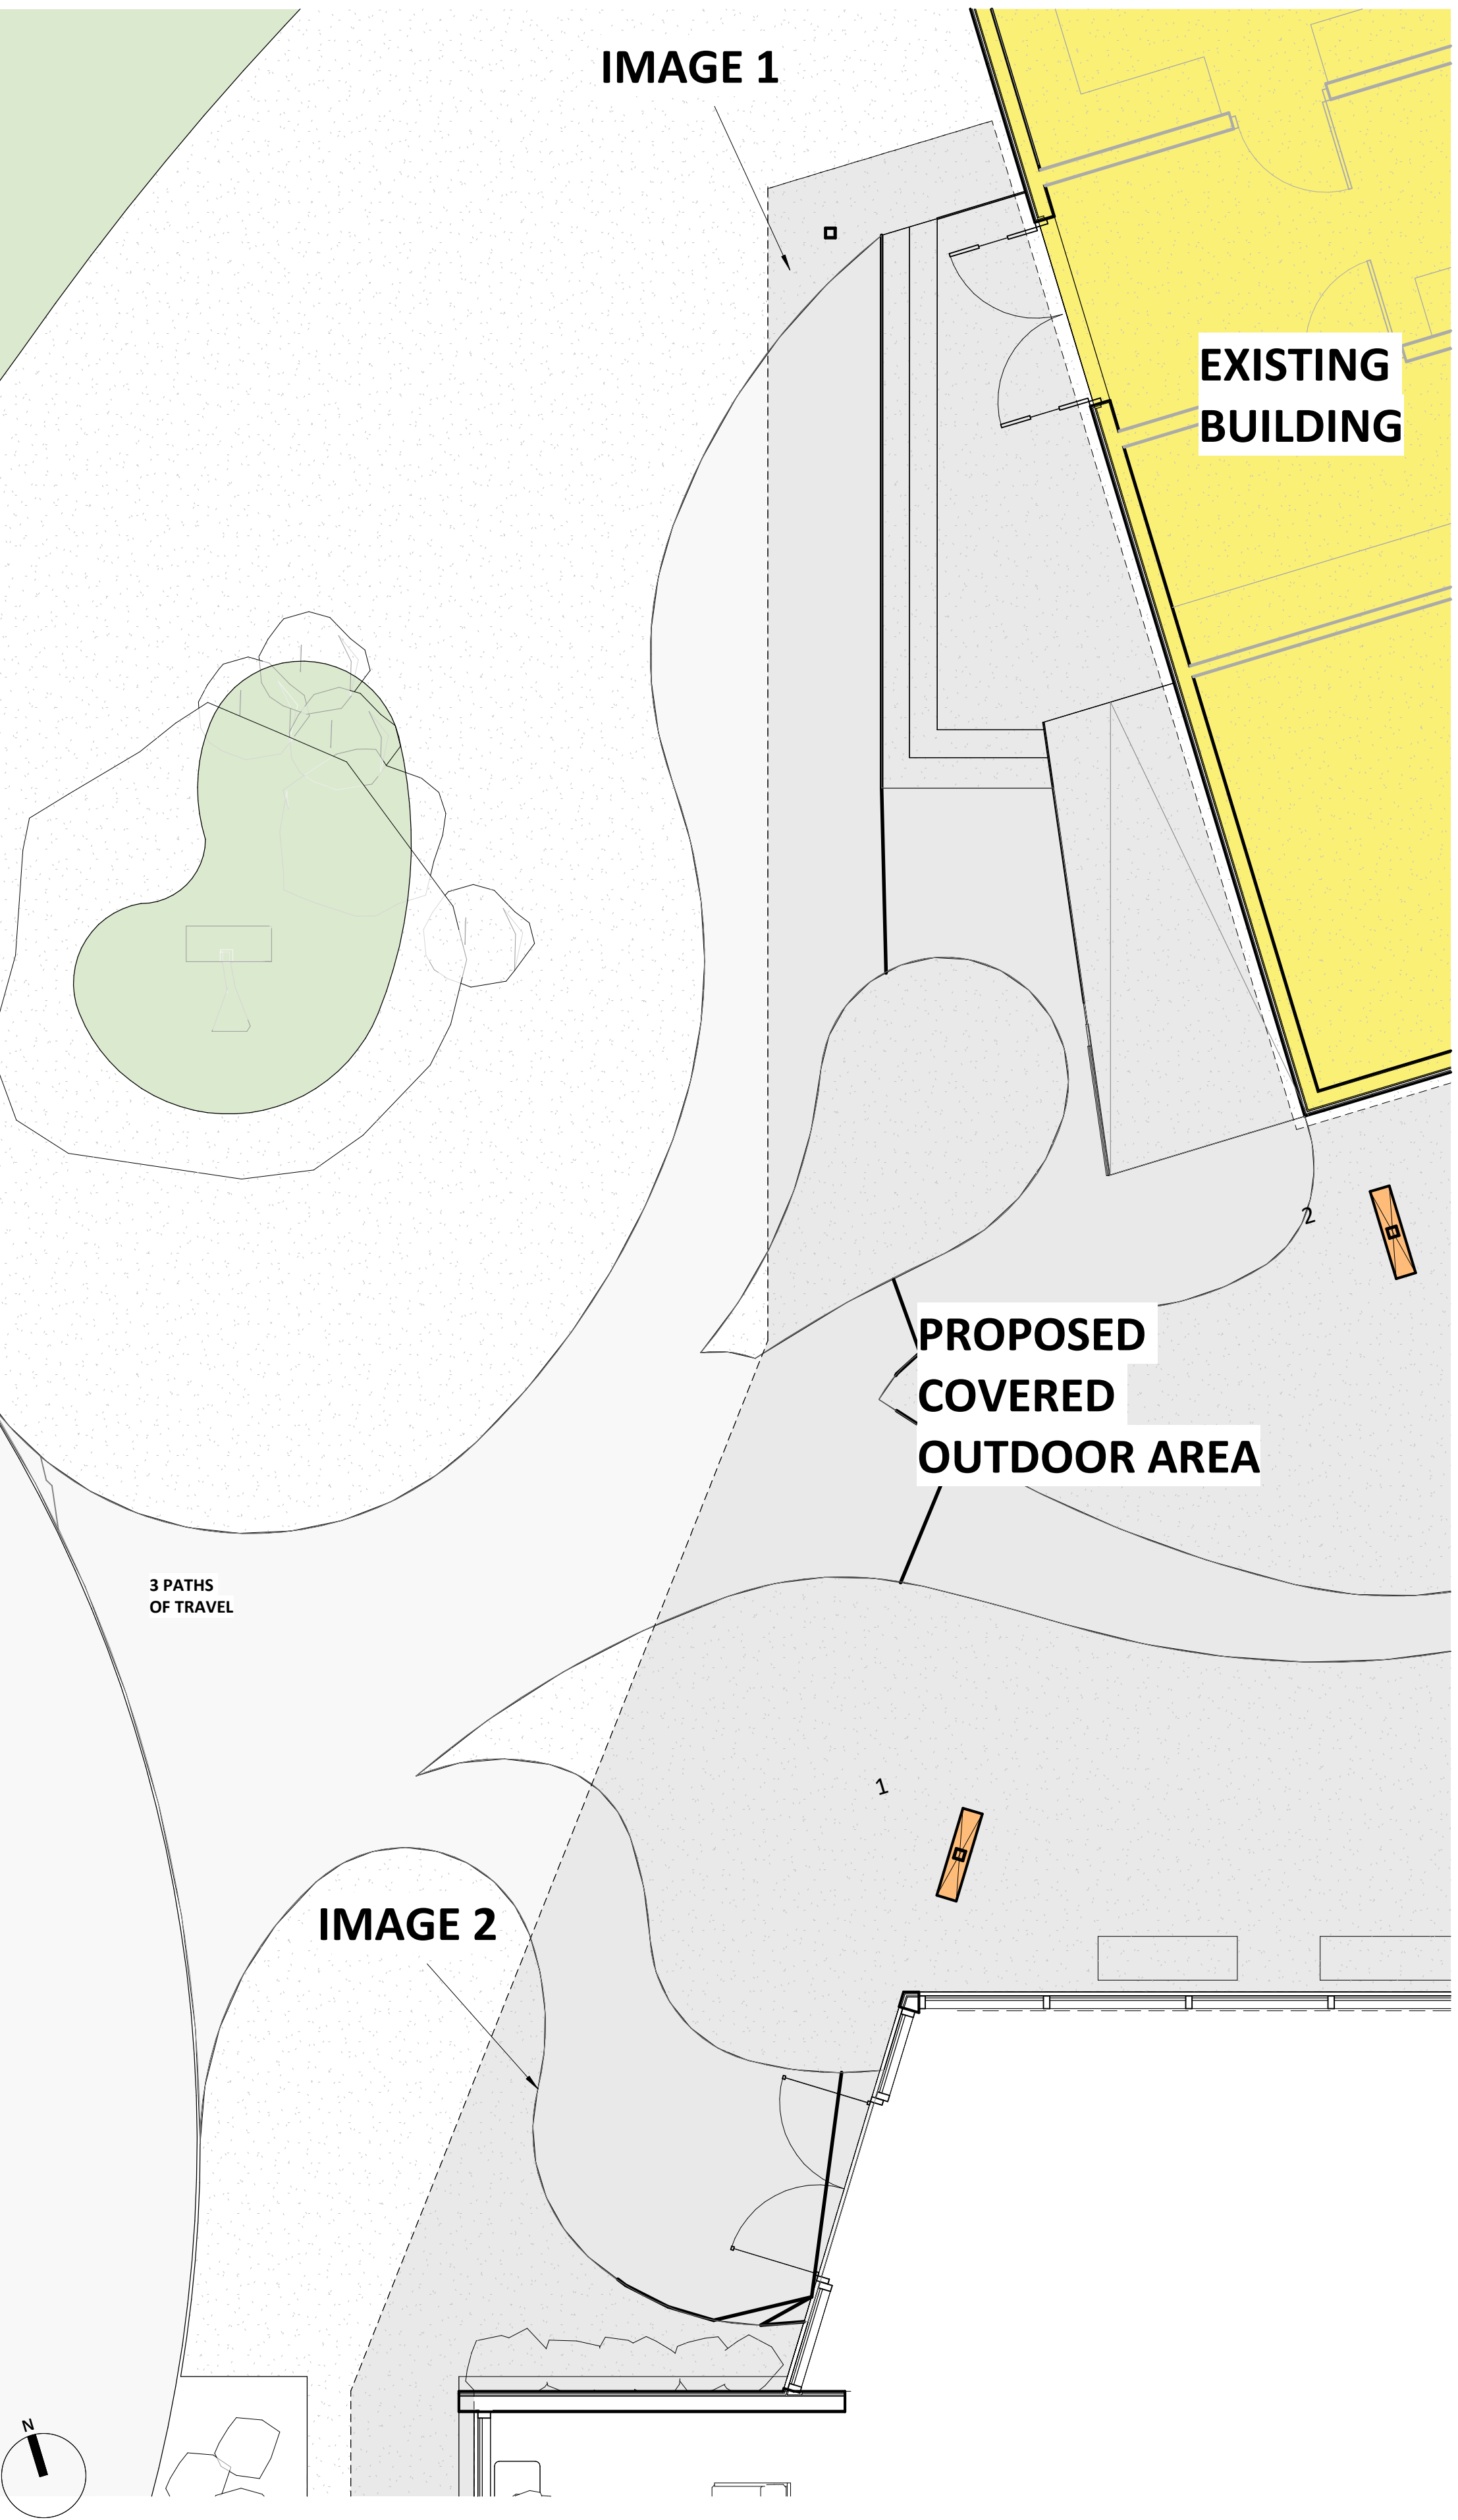 IMAGE 1
EXISTING
BUILDING
2
PROPOSED
COVERED
OUTDOOR AREA
3 PATHS
OF TRAVEL
1
IMAGE 2
N